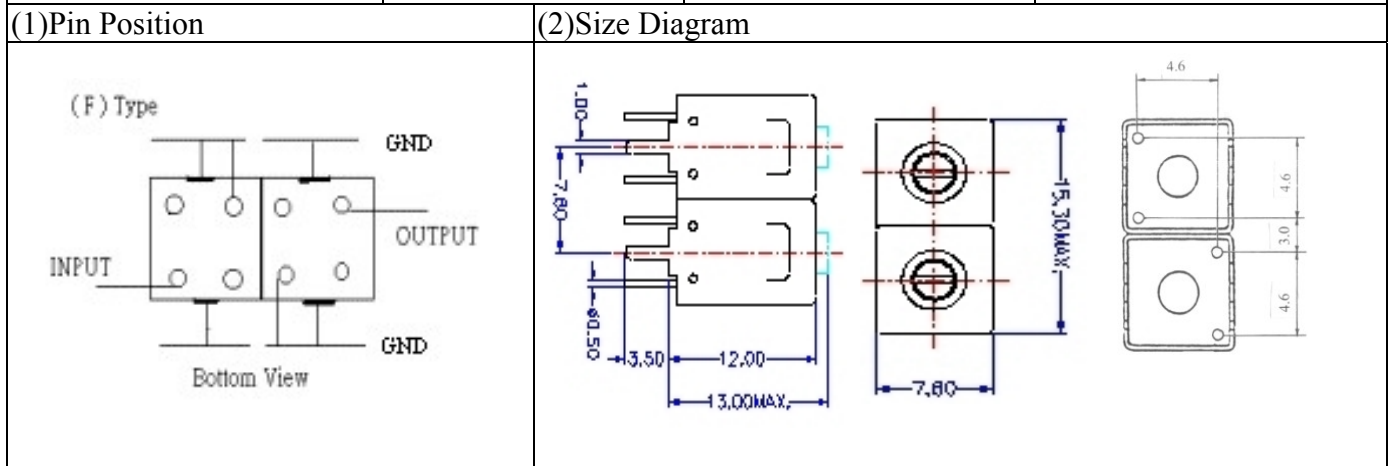 (1)Pin Position
(2)Size Diagram
(F) Type
GND
OUTPUT
INPUT
GND
Bottom View
1.00
7.60
ø0.50
3.50
12.00
13.00MAX.
15.30MAX.
7.60
4.6
4.6
3.0
4.6